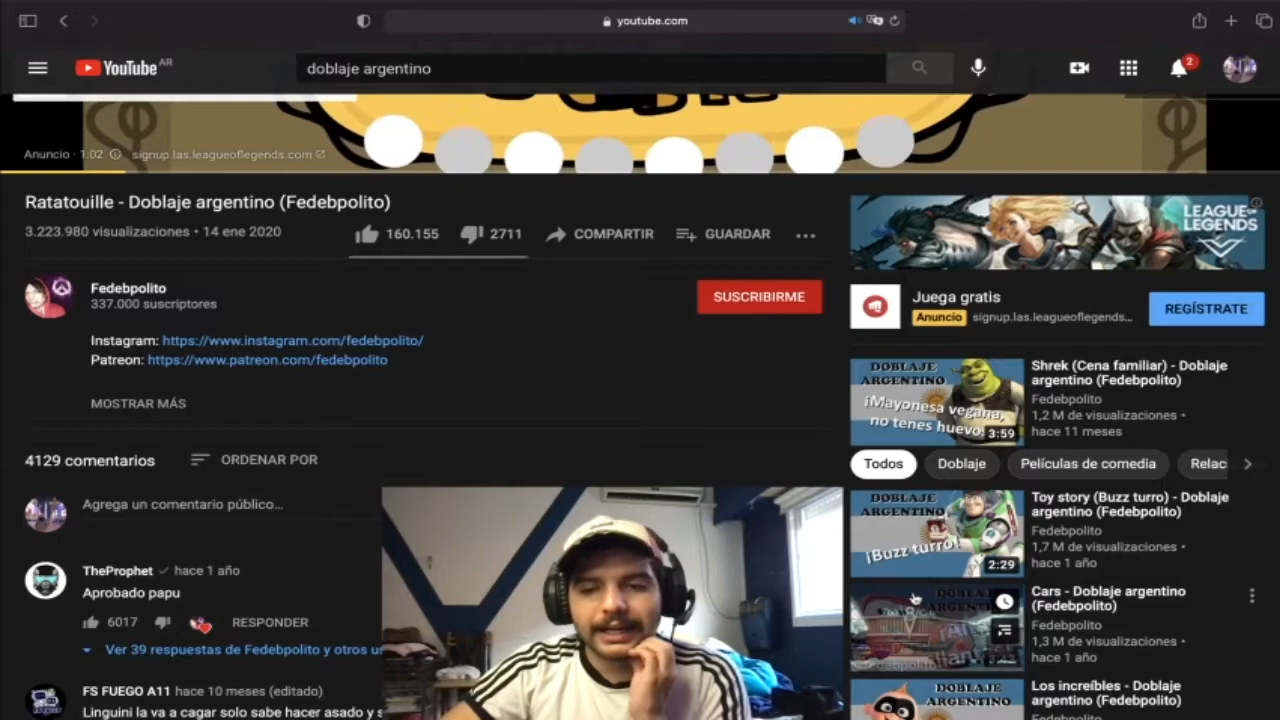 youtube.com
YouTube AR
doblaje argentino
2
Anuncio · 1:02 signup.las.leagueoflegends.com
Ratatouille - Doblaje argentino (Fedebpolito)
3.223.980 visualizaciones • 14 ene 2020
160.155
2711
COMPARTIR
GUARDAR
Fedebpolito
337.000 suscriptores
SUSCRIBIRME
Instagram: https://www.instagram.com/fedebpolito/
Patreon: https://www.patreon.com/fedebpolito
MOSTRAR MÁS
4129 comentarios
ORDENAR POR
Agrega un comentario público...
TheProphet hace 1 año
Aprobado papu
6017
RESPONDER
Ver 39 respuestas de Fedebpolito y otros us
FS FUEGO A11 hace 10 meses (editado)
Linguini la va a cagar solo sabe hacer asado y s
LEAGUE OF
LEGENDS
Juega gratis
Anuncio signup.las.leagueoflegends...
REGÍSTRATE
DOBLAJE
ARGENTINO
¡Mayonesa vegana,
no tenes huevo!
3:59
Shrek (Cena familiar) - Doblaje
argentino (Fedebpolito)
Fedebpolito
1,2 M de visualizaciones •
hace 11 meses
Todos
Doblaje
Películas de comedia
Relac
DOBLAJE
ARGENTINO
¡Buzz turro!
2:29
Toy story (Buzz turro) - Doblaje
argentino (Fedebpolito)
Fedebpolito
1,7 M de visualizaciones •
hace 1 año
Cars - Doblaje argentino
(Fedebpolito)
Fedebpolito
1,3 M de visualizaciones •
hace 1 año
DOBLAJE
ARGENTINO
Los increíbles - Doblaje
argentino (Fedebpolito)
Fedebpolito